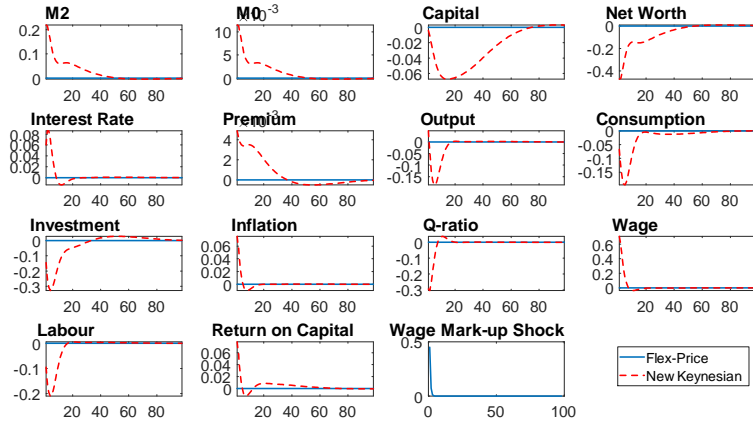 M2 M0 Capital Net Worth
0.2
0.1
0
20 40 60 80
×10^-3
10
5
0
20 40 60 80
0
-0.02
-0.04
-0.06
20 40 60 80
0
-0.2
-0.4
20 40 60 80
Interest Rate Premium Output Consumption
0.08
0.06
0.04
0.02
0
20 40 60 80
×10^-3
4
2
0
20 40 60 80
0
-0.05
-0.1
-0.15
20 40 60 80
0
-0.05
-0.1
-0.15
20 40 60 80
Investment Inflation Q-ratio Wage
0
-0.1
-0.2
-0.3
20 40 60 80
0.06
0.04
0.02
0
20 40 60 80
0
-0.1
-0.2
-0.3
20 40 60 80
0.6
0.4
0.2
0
20 40 60 80
Labour Return on Capital Wage Mark-up Shock
0
-0.1
-0.2
20 40 60 80
0.06
0.04
0.02
0
20 40 60 80
0.5
0
0 50 100
Flex-Price
New Keynesian